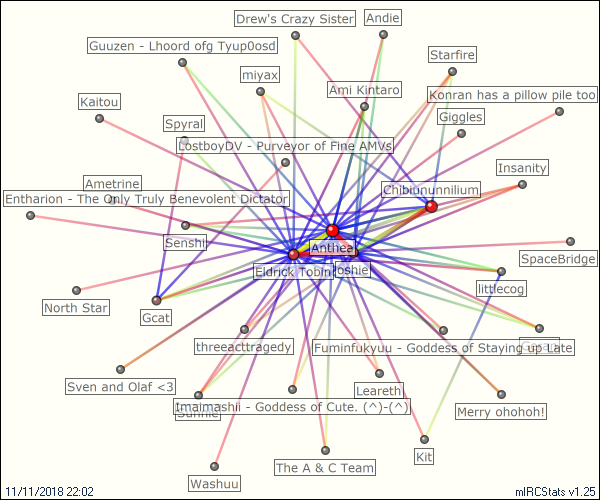 Drew's Crazy Sister
Andie
Guuzen - Lhoord ofg Tyup0osd
Starfire
miyax
Ami Kintaro
Konran has a pillow pile too
Kaitou
Giggles
Spyral
LostboyDV - Purveyor of Fine AMVs
Insanity
Ametrine
Chibinunnilium
Entharion - The Only Truly Benevolent Dictator
Senshi
Anthea
SpaceBridge
Eldrick Tobin
Joshie
littlecog
North Star
Gcat
threeacttragedy
Fuminfukyuu - Goddess of Staying up Late
Sven and Olaf <3
Leareth
Imaimashii - Goddess of Cute. (^)-(^)
Merry ohohoh!
Kit
The A & C Team
Washuu
11/11/2018 22:02
mIRCStats v1.25